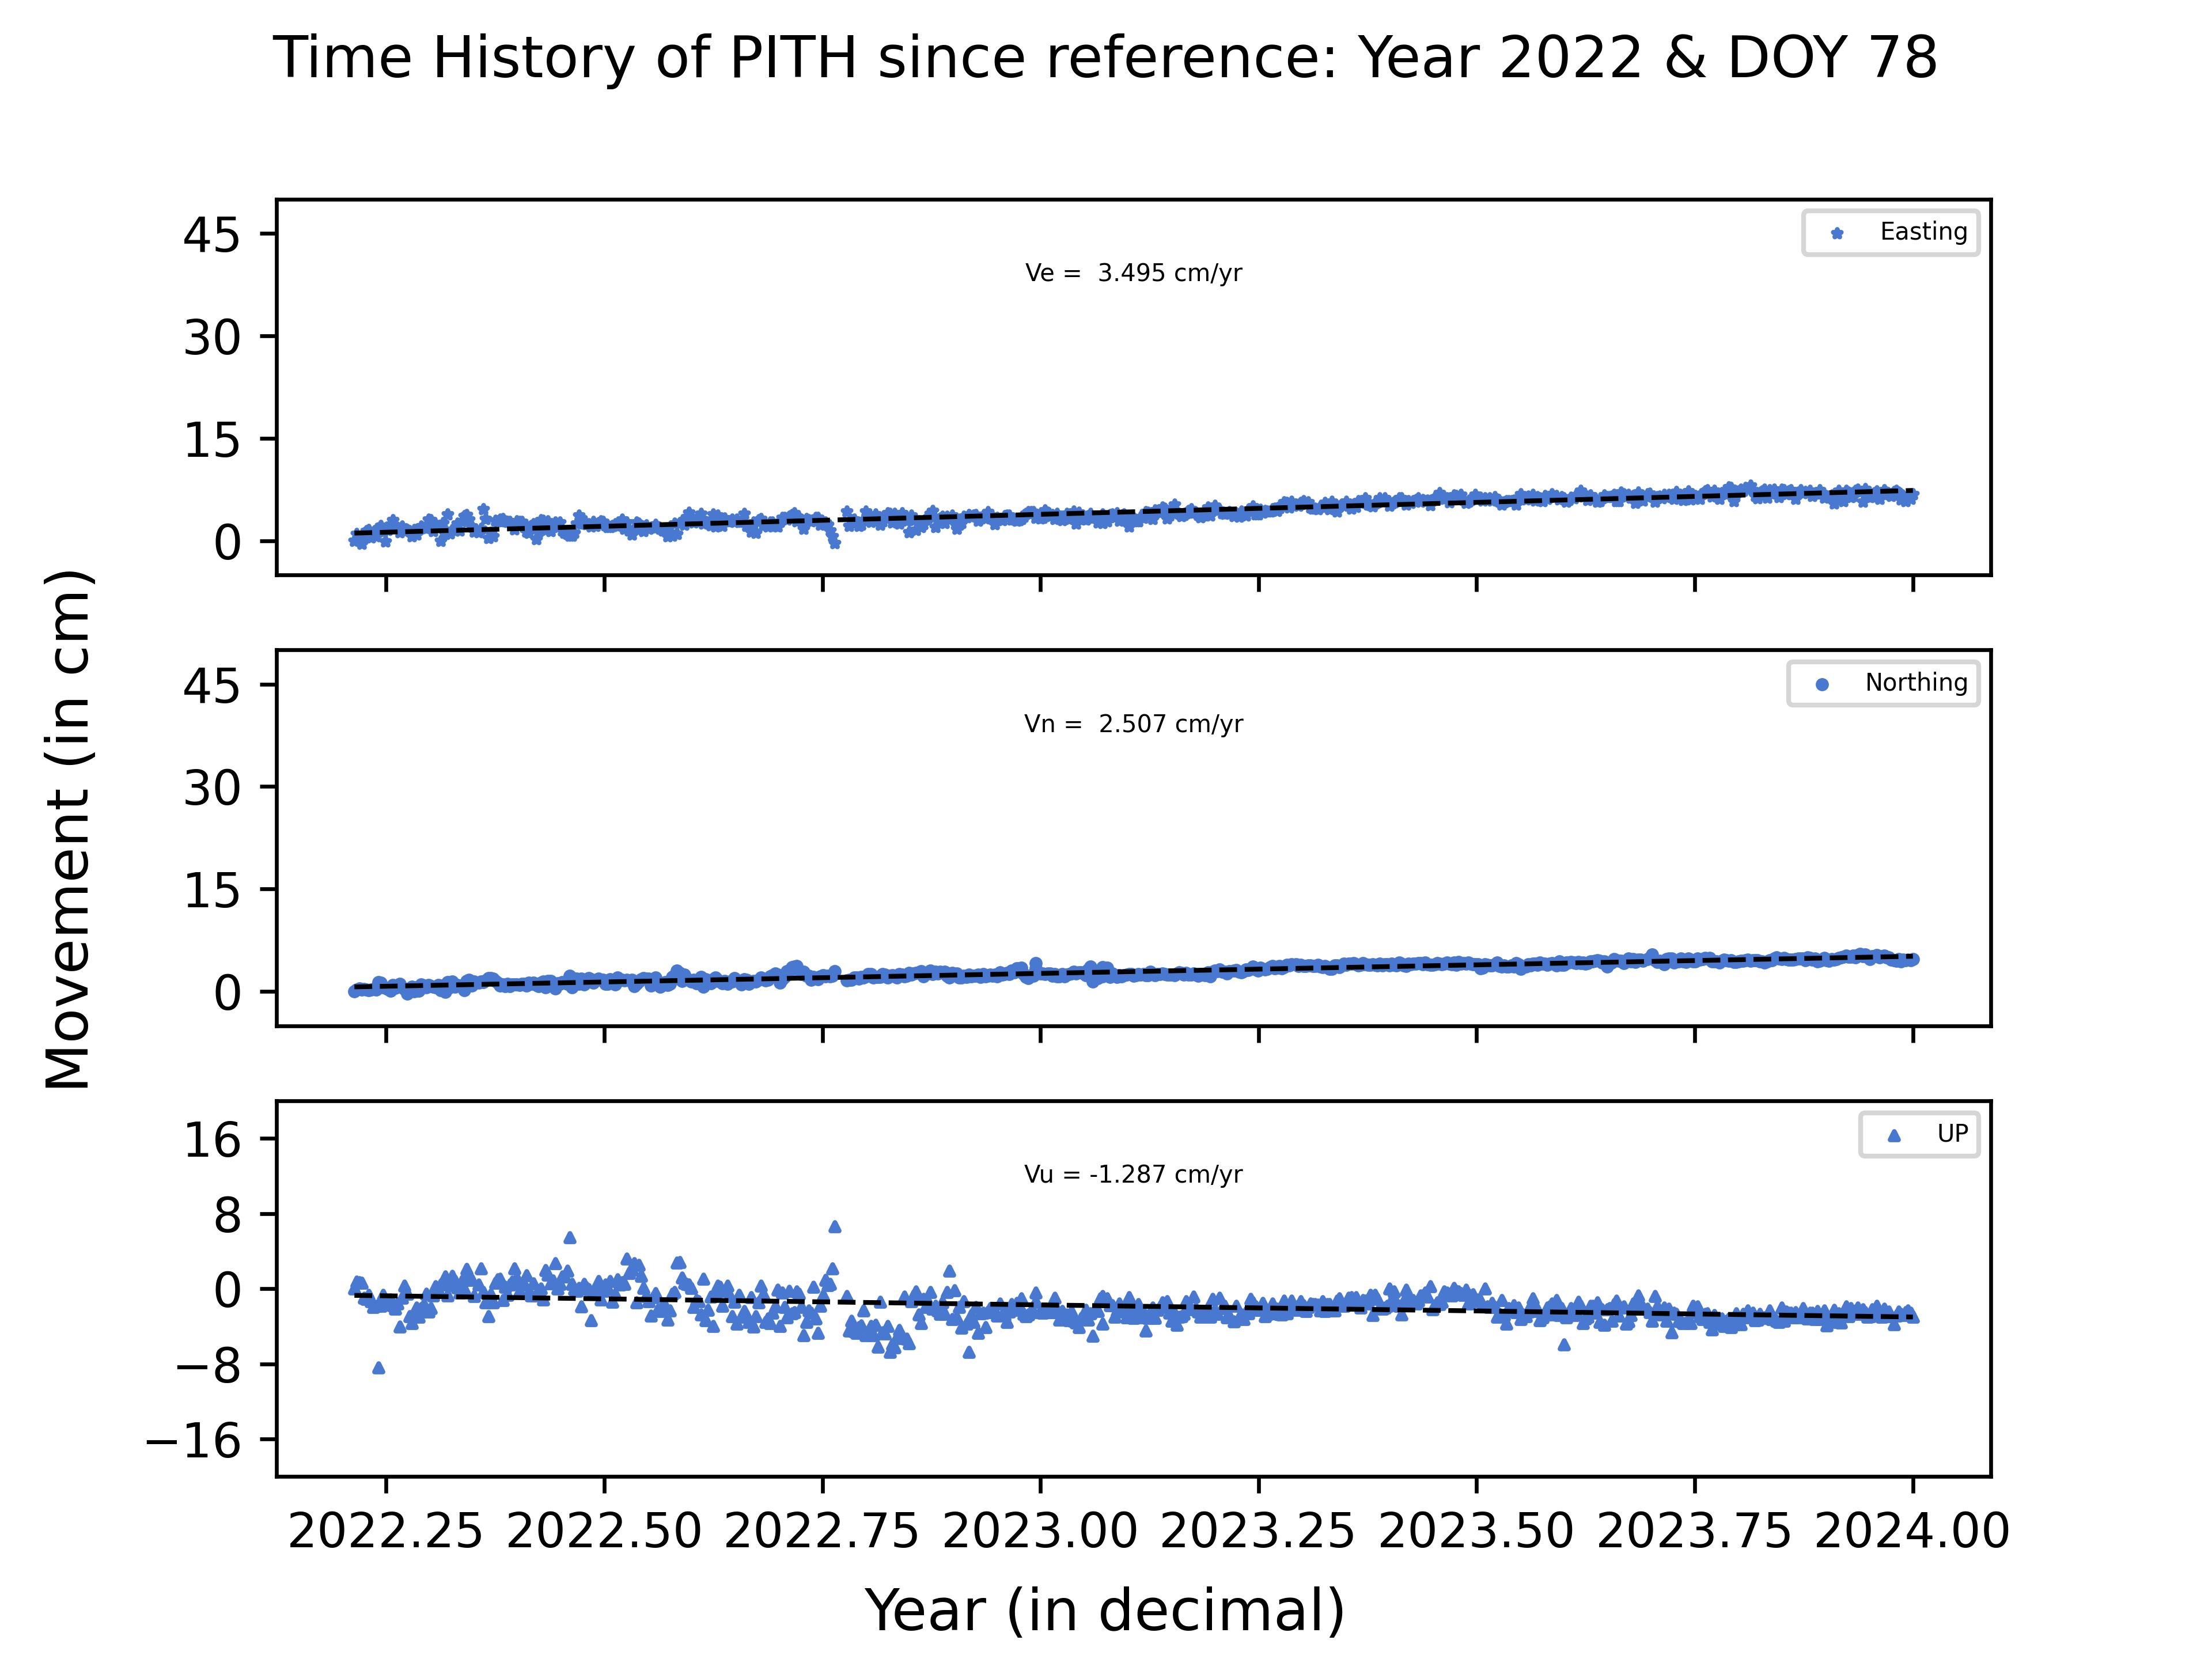 Time History of PITH since reference: Year 2022 & DOY 78
Movement (in cm)
45
30
15
0
Ve =  3.495 cm/yr
Easting
45
30
15
0
Vn =  2.507 cm/yr
Northing
16
8
0
−8
−16
Vu = -1.287 cm/yr
UP
2022.25 2022.50 2022.75 2023.00 2023.25 2023.50 2023.75 2024.00
Year (in decimal)